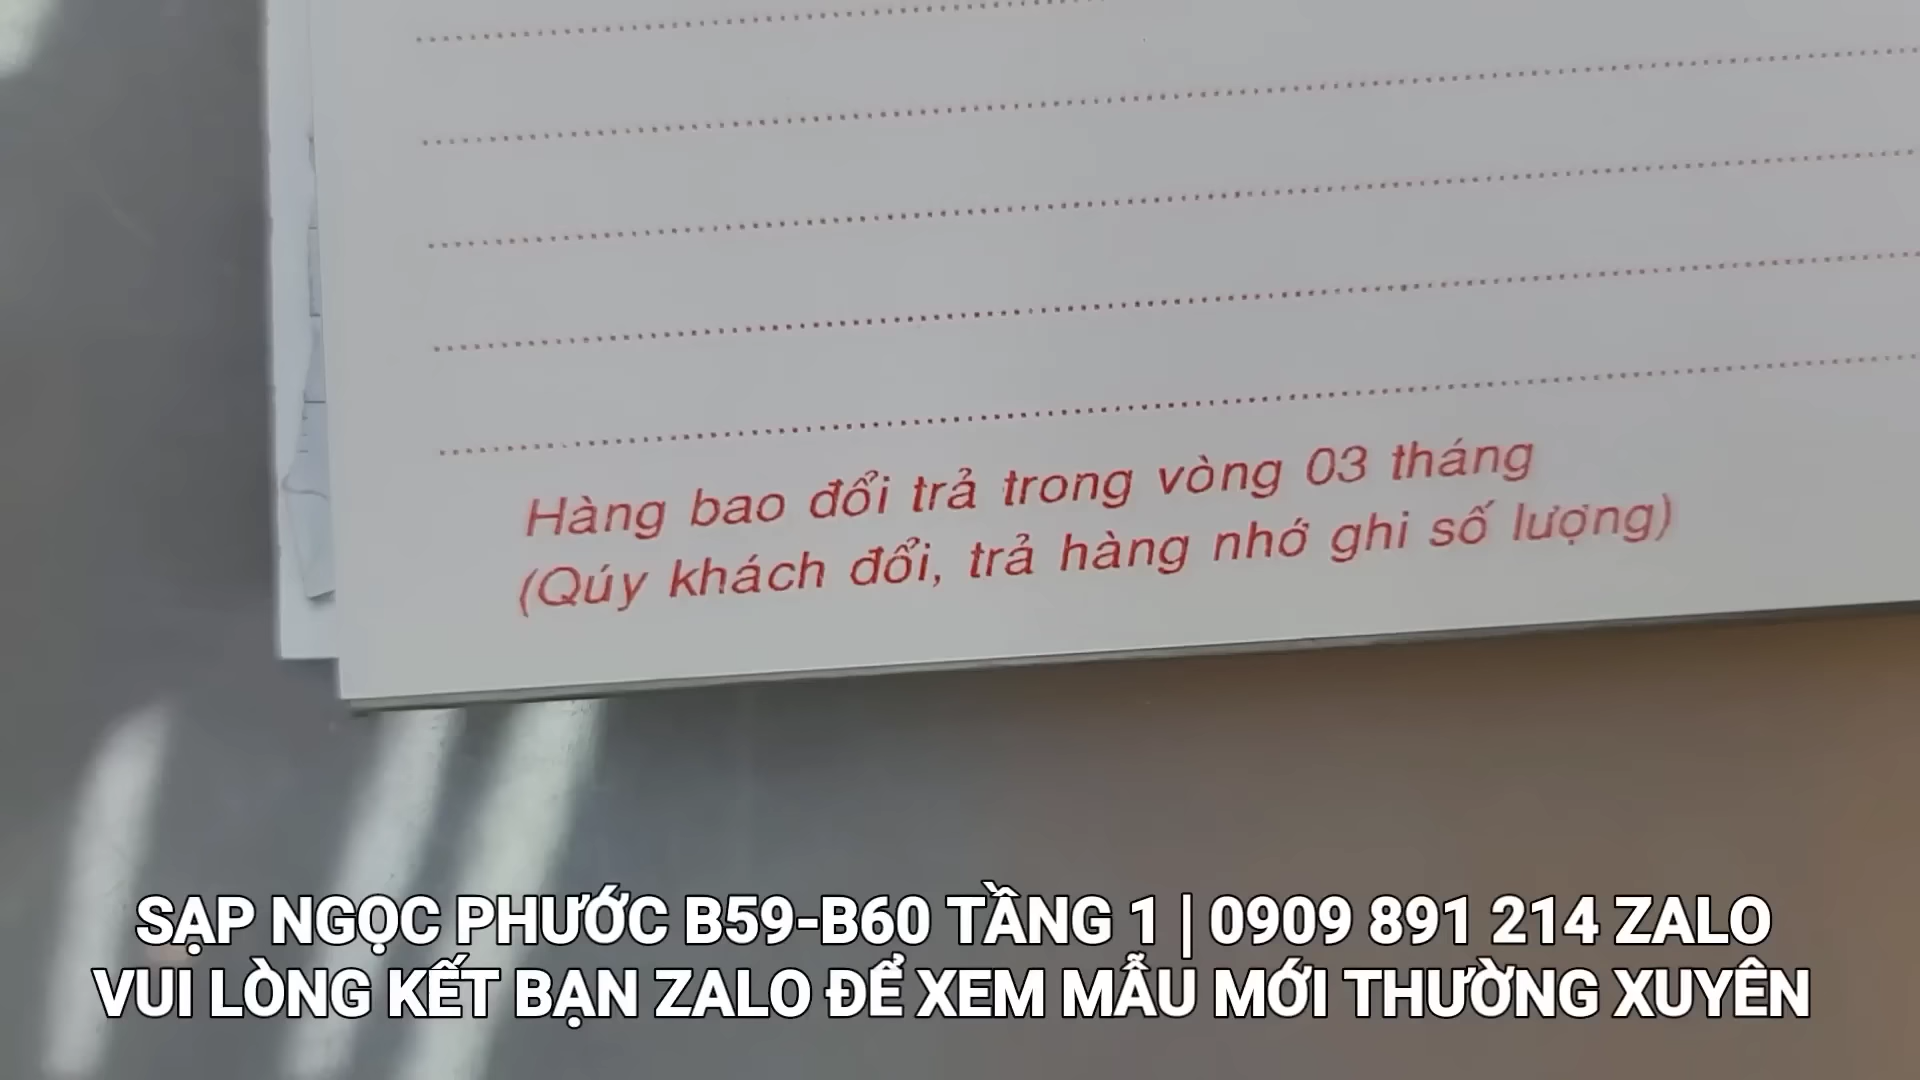 Hàng bao đổi trả trong vòng 03 tháng
(Qúy khách đổi, trả hàng nhớ ghi số lượng)
SẠP NGỌC PHƯỚC B59-B60 TẦNG 1 | 0909 891 214 ZALO
VUI LÒNG KẾT BẠN ZALO ĐỂ XEM MẪU MỚI THƯỜNG XUYÊN